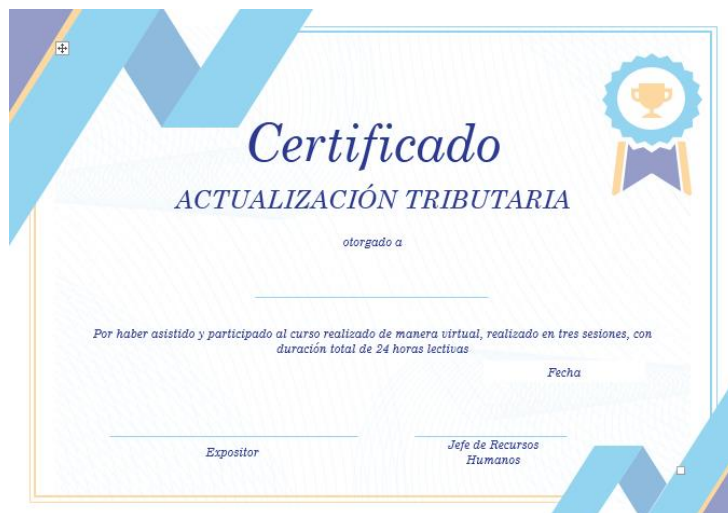 Certificado
ACTUALIZACIÓN TRIBUTARIA
otorgado a
Por haber asistido y participado al curso realizado de manera virtual, realizado en tres sesiones, con
duración total de 24 horas lectivas
Fecha
Expositor
Jefe de Recursos
Humanos